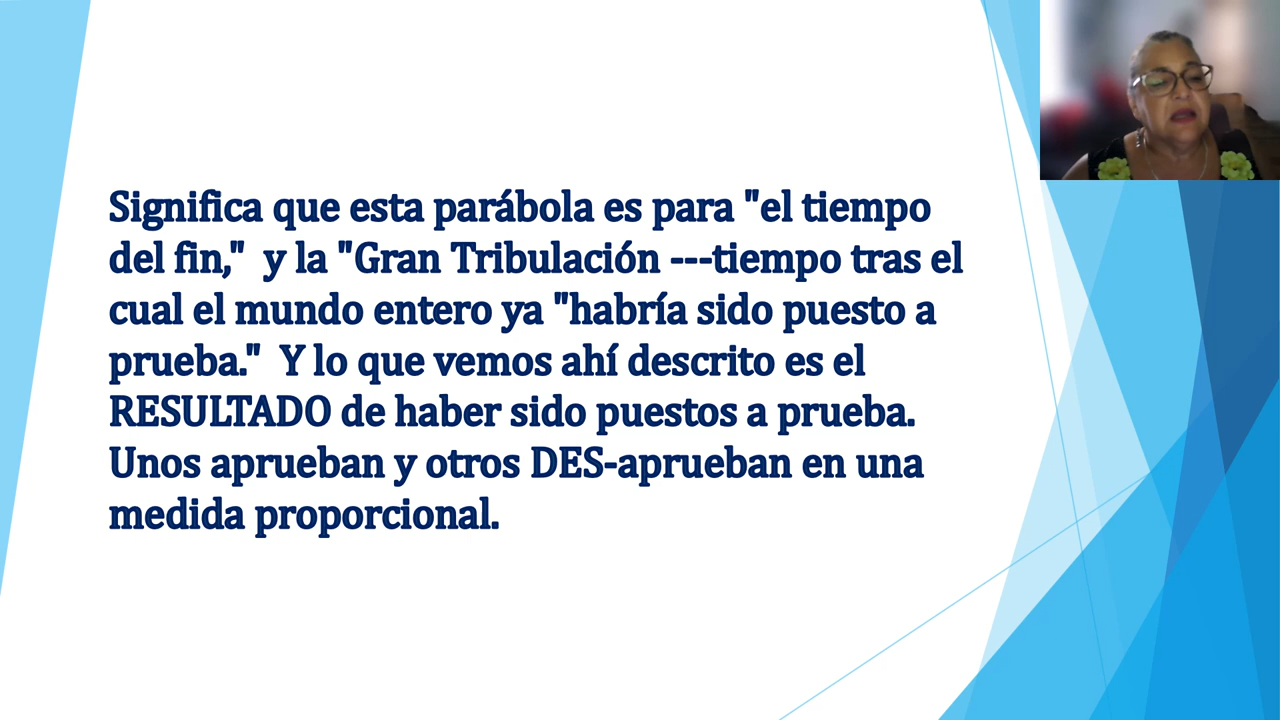 Significa que esta parábola es para "el tiempo
del fin,"  y la "Gran Tribulación ---tiempo tras el
cual el mundo entero ya "habría sido puesto a
prueba."  Y lo que vemos ahí descrito es el
RESULTADO de haber sido puestos a prueba.
Unos aprueban y otros DES-aprueban en una
medida proporcional.